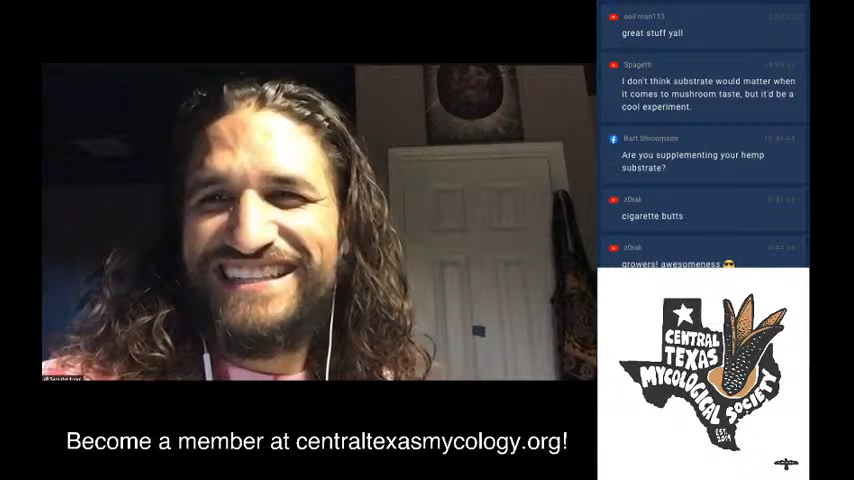 soil man115
great stuff yall
Spagetti
I don't think substrate would matter when
it comes to mushroom taste, but it'd be a
cool experiment.
Bart Shroomson
Are you supplementing your hemp
substrate?
z0rak
cigarette butts
z0rak
growers! awesomeness 😎
CENTRAL
TEXAS
MYCOLOGICAL
SOCIETY
EST.
2019
Become a member at centraltexasmycology.org!